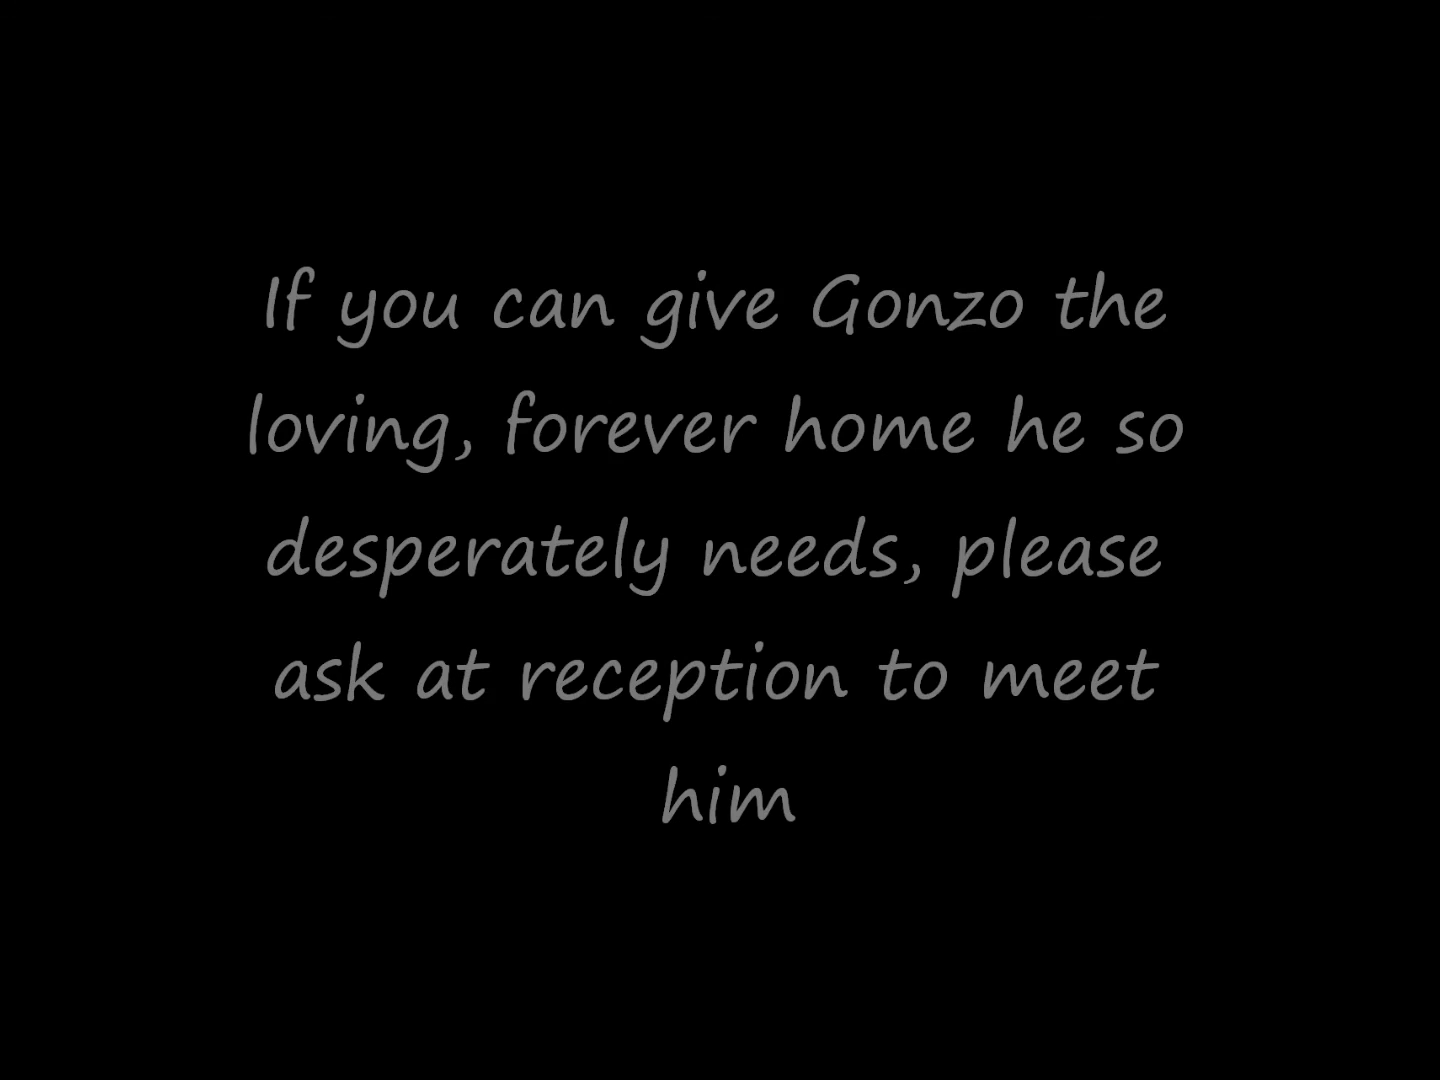 If you can give Gonzo the
loving, forever home he so
desperately needs, please
ask at reception to meet
him